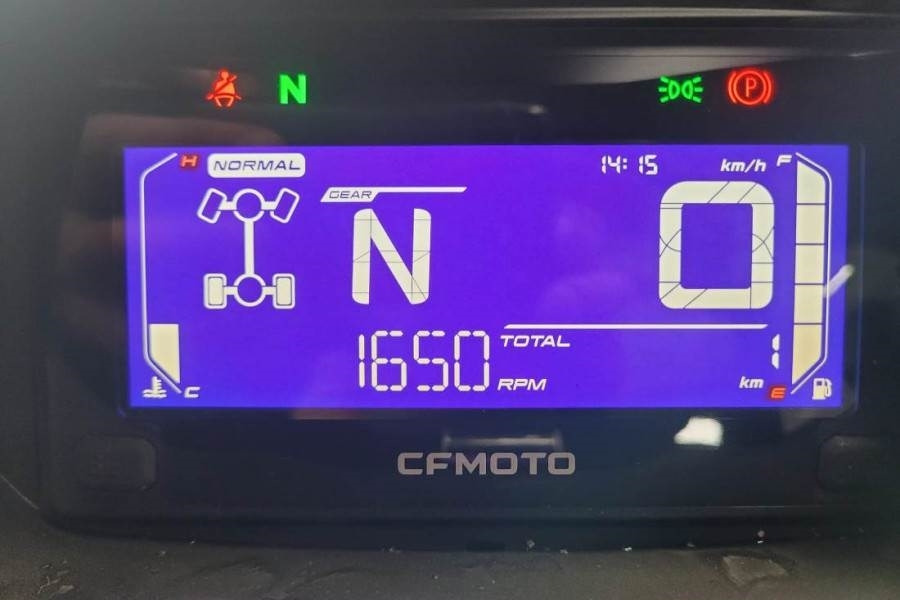 N
P
H NORMAL 14:15 km/h F
GEAR
N 0
1650 RPM TOTAL 1
C km E
CFMOTO